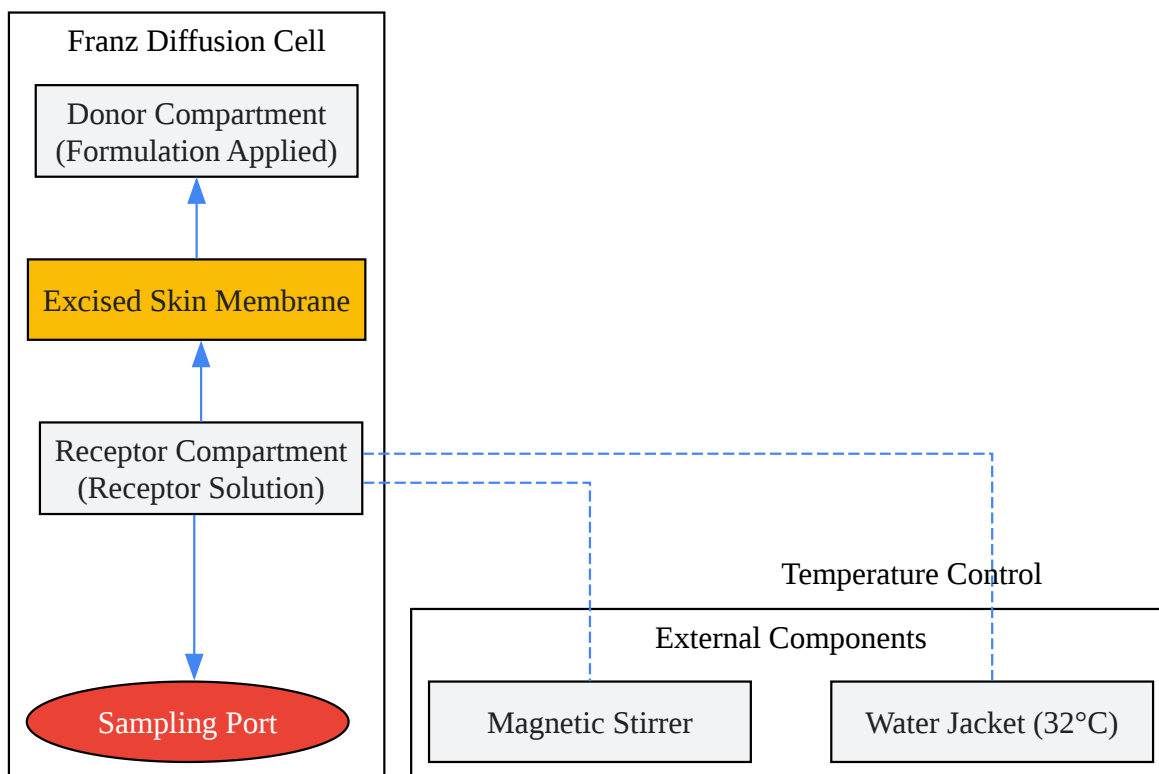 Franz Diffusion Cell
Donor Compartment
(Formulation Applied)
Excised Skin Membrane
Receptor Compartment
(Receptor Solution)
Sampling Port
Temperature Control
External Components
Magnetic Stirrer
Water Jacket (32°C)